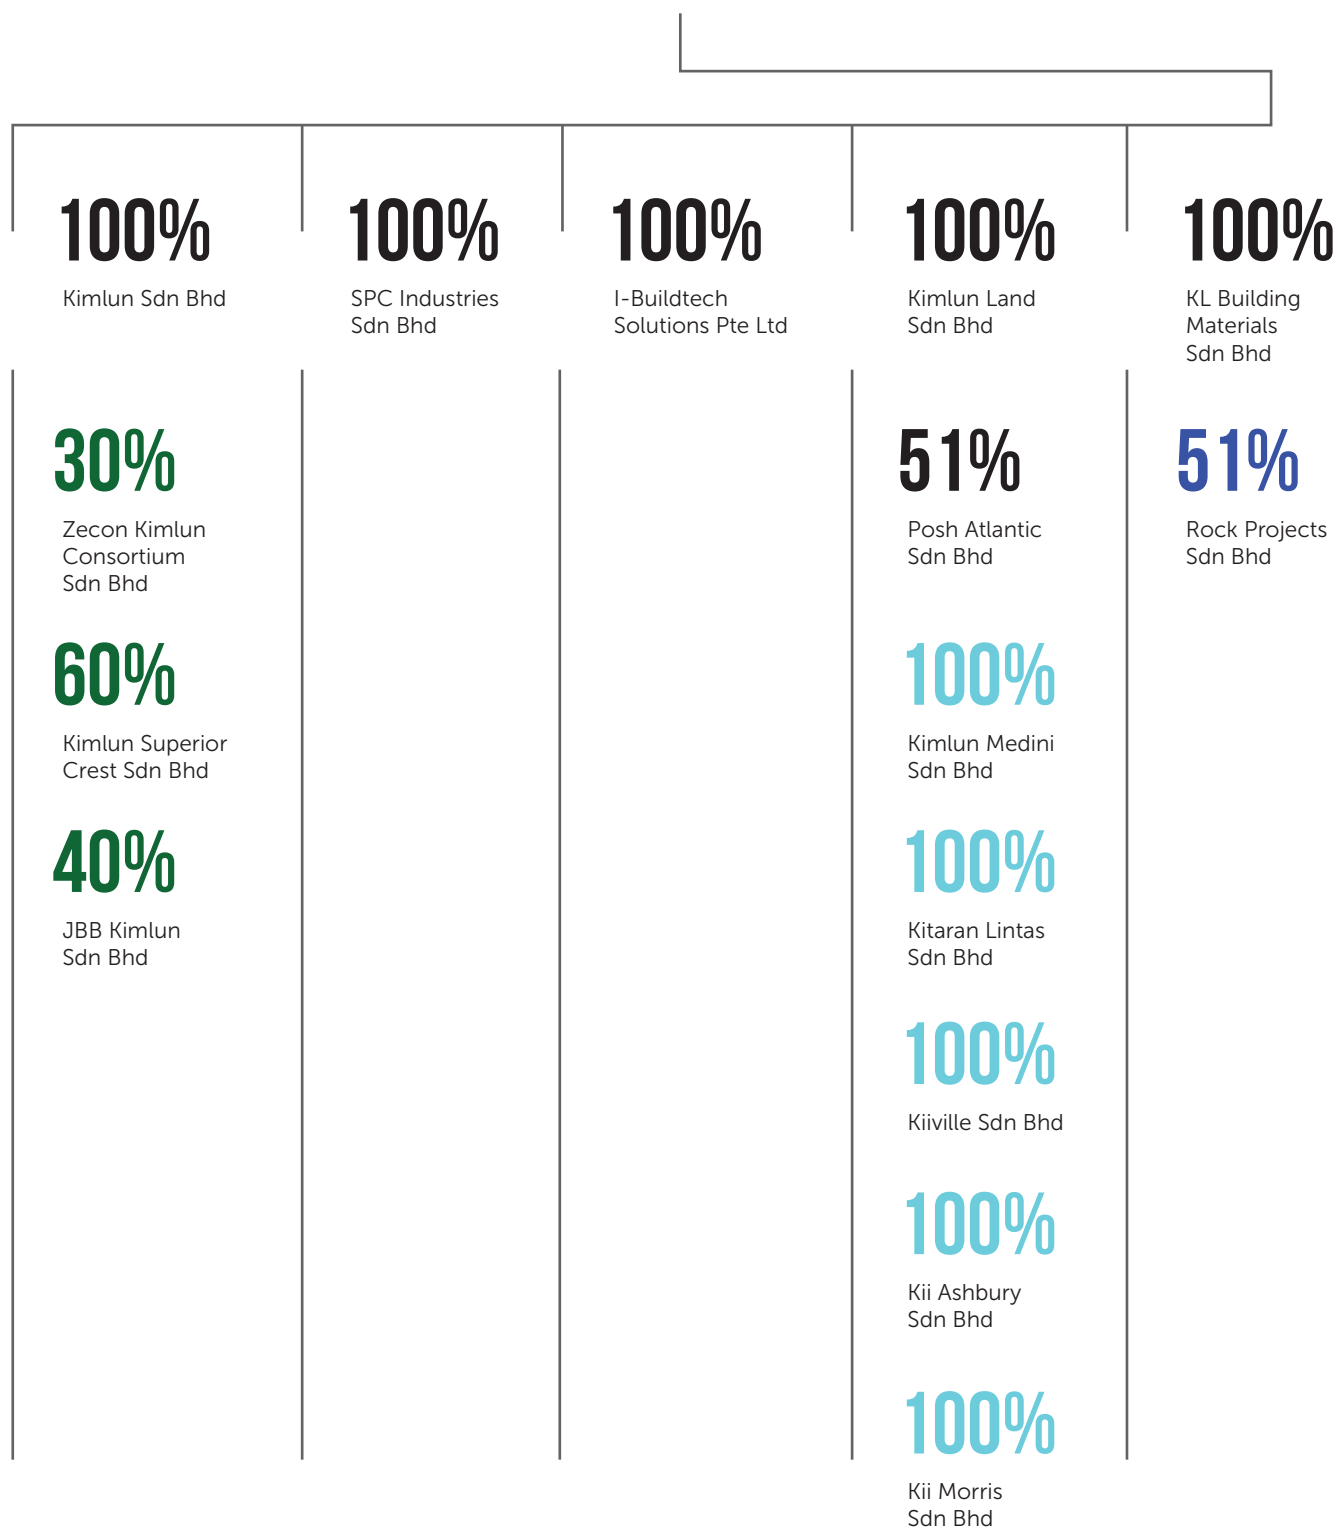 100%
Kimlun Sdn Bhd
30%
Zecon Kimlun
Consortium
Sdn Bhd
60%
Kimlun Superior
Crest Sdn Bhd
40%
JBB Kimlun
Sdn Bhd
100%
SPC Industries
Sdn Bhd
100%
I-Buildtech
Solutions Pte Ltd
100%
Kimlun Land
Sdn Bhd
51%
Posh Atlantic
Sdn Bhd
100%
Kimlun Medini
Sdn Bhd
100%
Kitaran Lintas
Sdn Bhd
100%
Kiiville Sdn Bhd
100%
Kii Ashbury
Sdn Bhd
100%
Kii Morris
Sdn Bhd
100%
KL Building
Materials
Sdn Bhd
51%
Rock Projects
Sdn Bhd